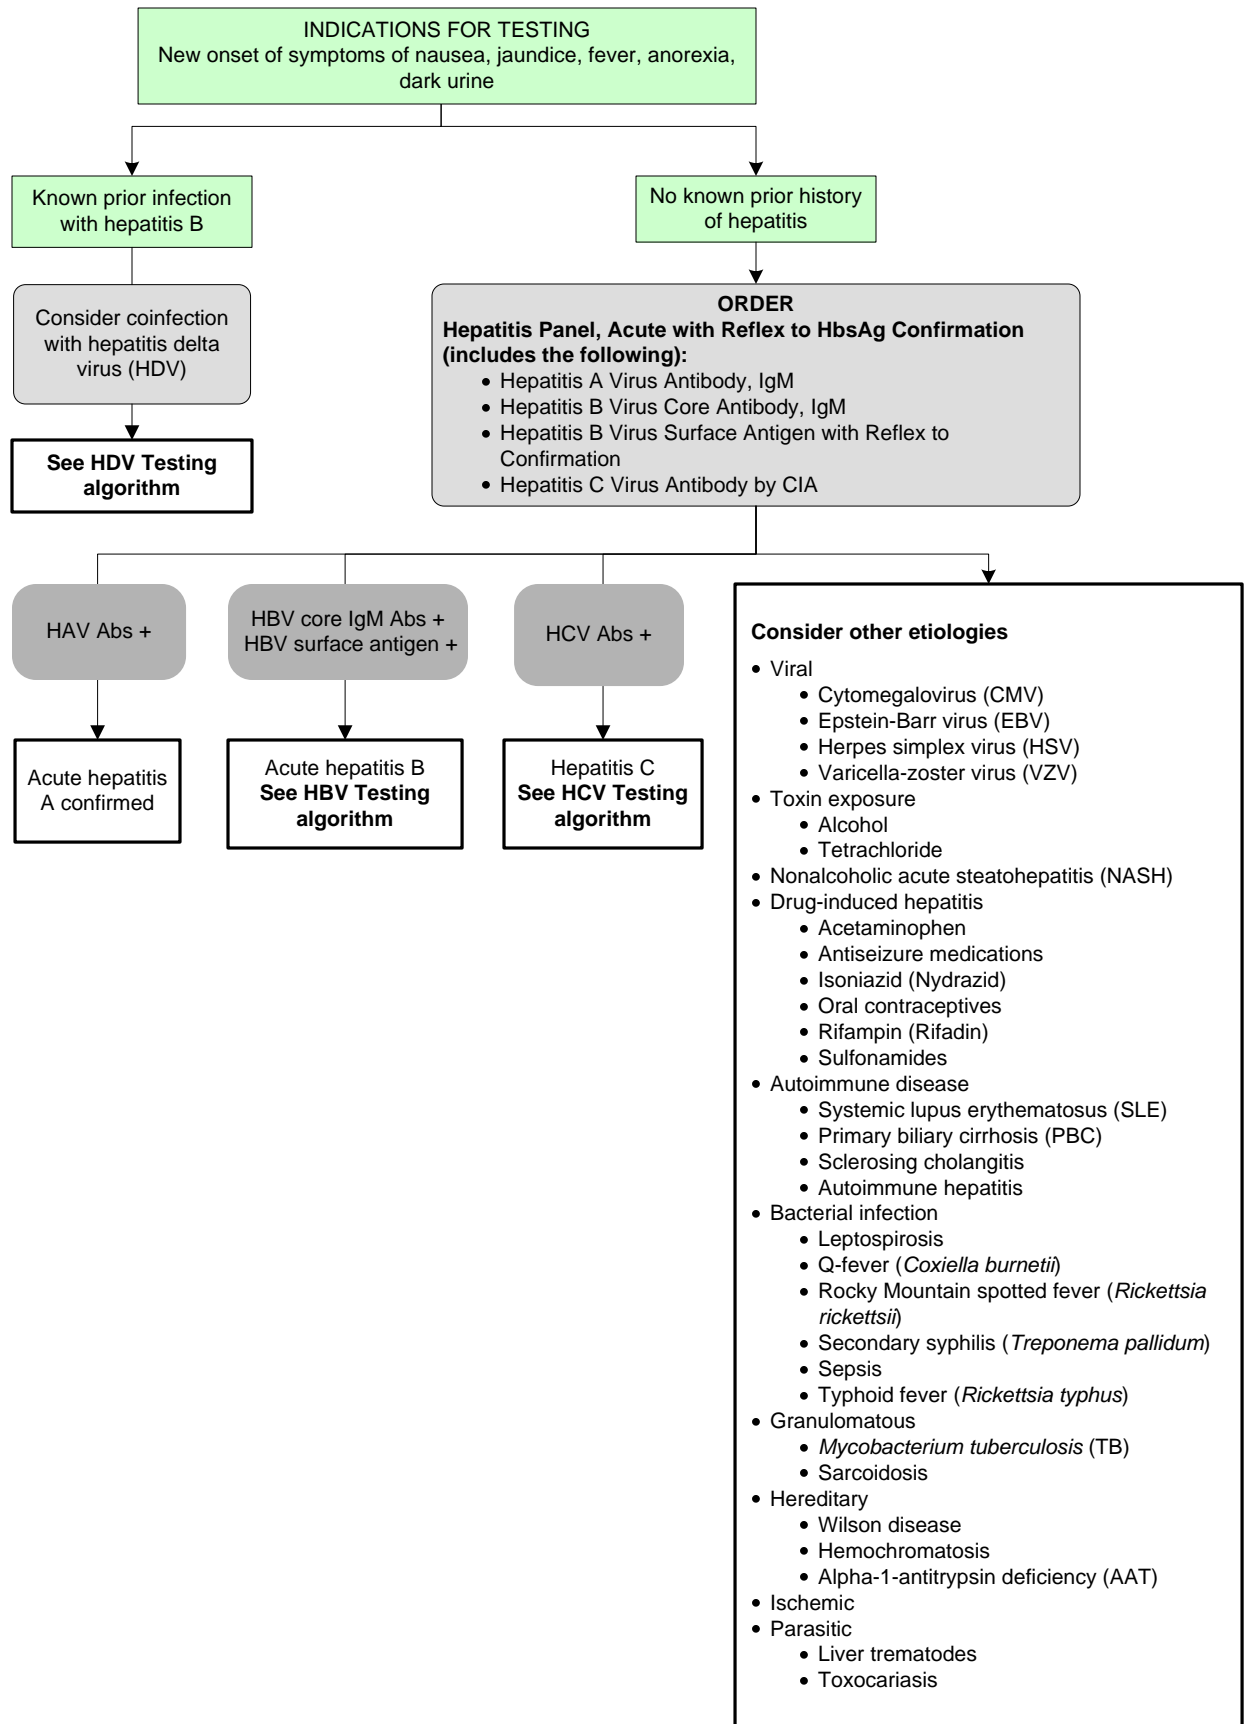 INDICATIONS FOR TESTING
New onset of symptoms of nausea, jaundice, fever, anorexia,
dark urine
Known prior infection
with hepatitis B
No known prior history
of hepatitis
Consider coinfection
with hepatitis delta
virus (HDV)
See HDV Testing
algorithm
ORDER
Hepatitis Panel, Acute with Reflex to HbsAg Confirmation
(includes the following):
• Hepatitis A Virus Antibody, IgM
• Hepatitis B Virus Core Antibody, IgM
• Hepatitis B Virus Surface Antigen with Reflex to
Confirmation
• Hepatitis C Virus Antibody by CIA
HAV Abs +
HBV core IgM Abs +
HBV surface antigen +
HCV Abs +
Acute hepatitis
A confirmed
Acute hepatitis B
See HBV Testing
algorithm
Hepatitis C
See HCV Testing
algorithm
Consider other etiologies
• Viral
• Cytomegalovirus (CMV)
• Epstein-Barr virus (EBV)
• Herpes simplex virus (HSV)
• Varicella-zoster virus (VZV)
• Toxin exposure
• Alcohol
• Tetrachloride
• Nonalcoholic acute steatohepatitis (NASH)
• Drug-induced hepatitis
• Acetaminophen
• Antiseizure medications
• Isoniazid (Nydrazid)
• Oral contraceptives
• Rifampin (Rifadin)
• Sulfonamides
• Autoimmune disease
• Systemic lupus erythematosus (SLE)
• Primary biliary cirrhosis (PBC)
• Sclerosing cholangitis
• Autoimmune hepatitis
• Bacterial infection
• Leptospirosis
• Q-fever (Coxiella burnetii)
• Rocky Mountain spotted fever (Rickettsia
rickettsii)
• Secondary syphilis (Treponema pallidum)
• Sepsis
• Typhoid fever (Rickettsia typhus)
• Granulomatous
• Mycobacterium tuberculosis (TB)
• Sarcoidosis
• Hereditary
• Wilson disease
• Hemochromatosis
• Alpha-1-antitrypsin deficiency (AAT)
• Ischemic
• Parasitic
• Liver trematodes
• Toxocariasis